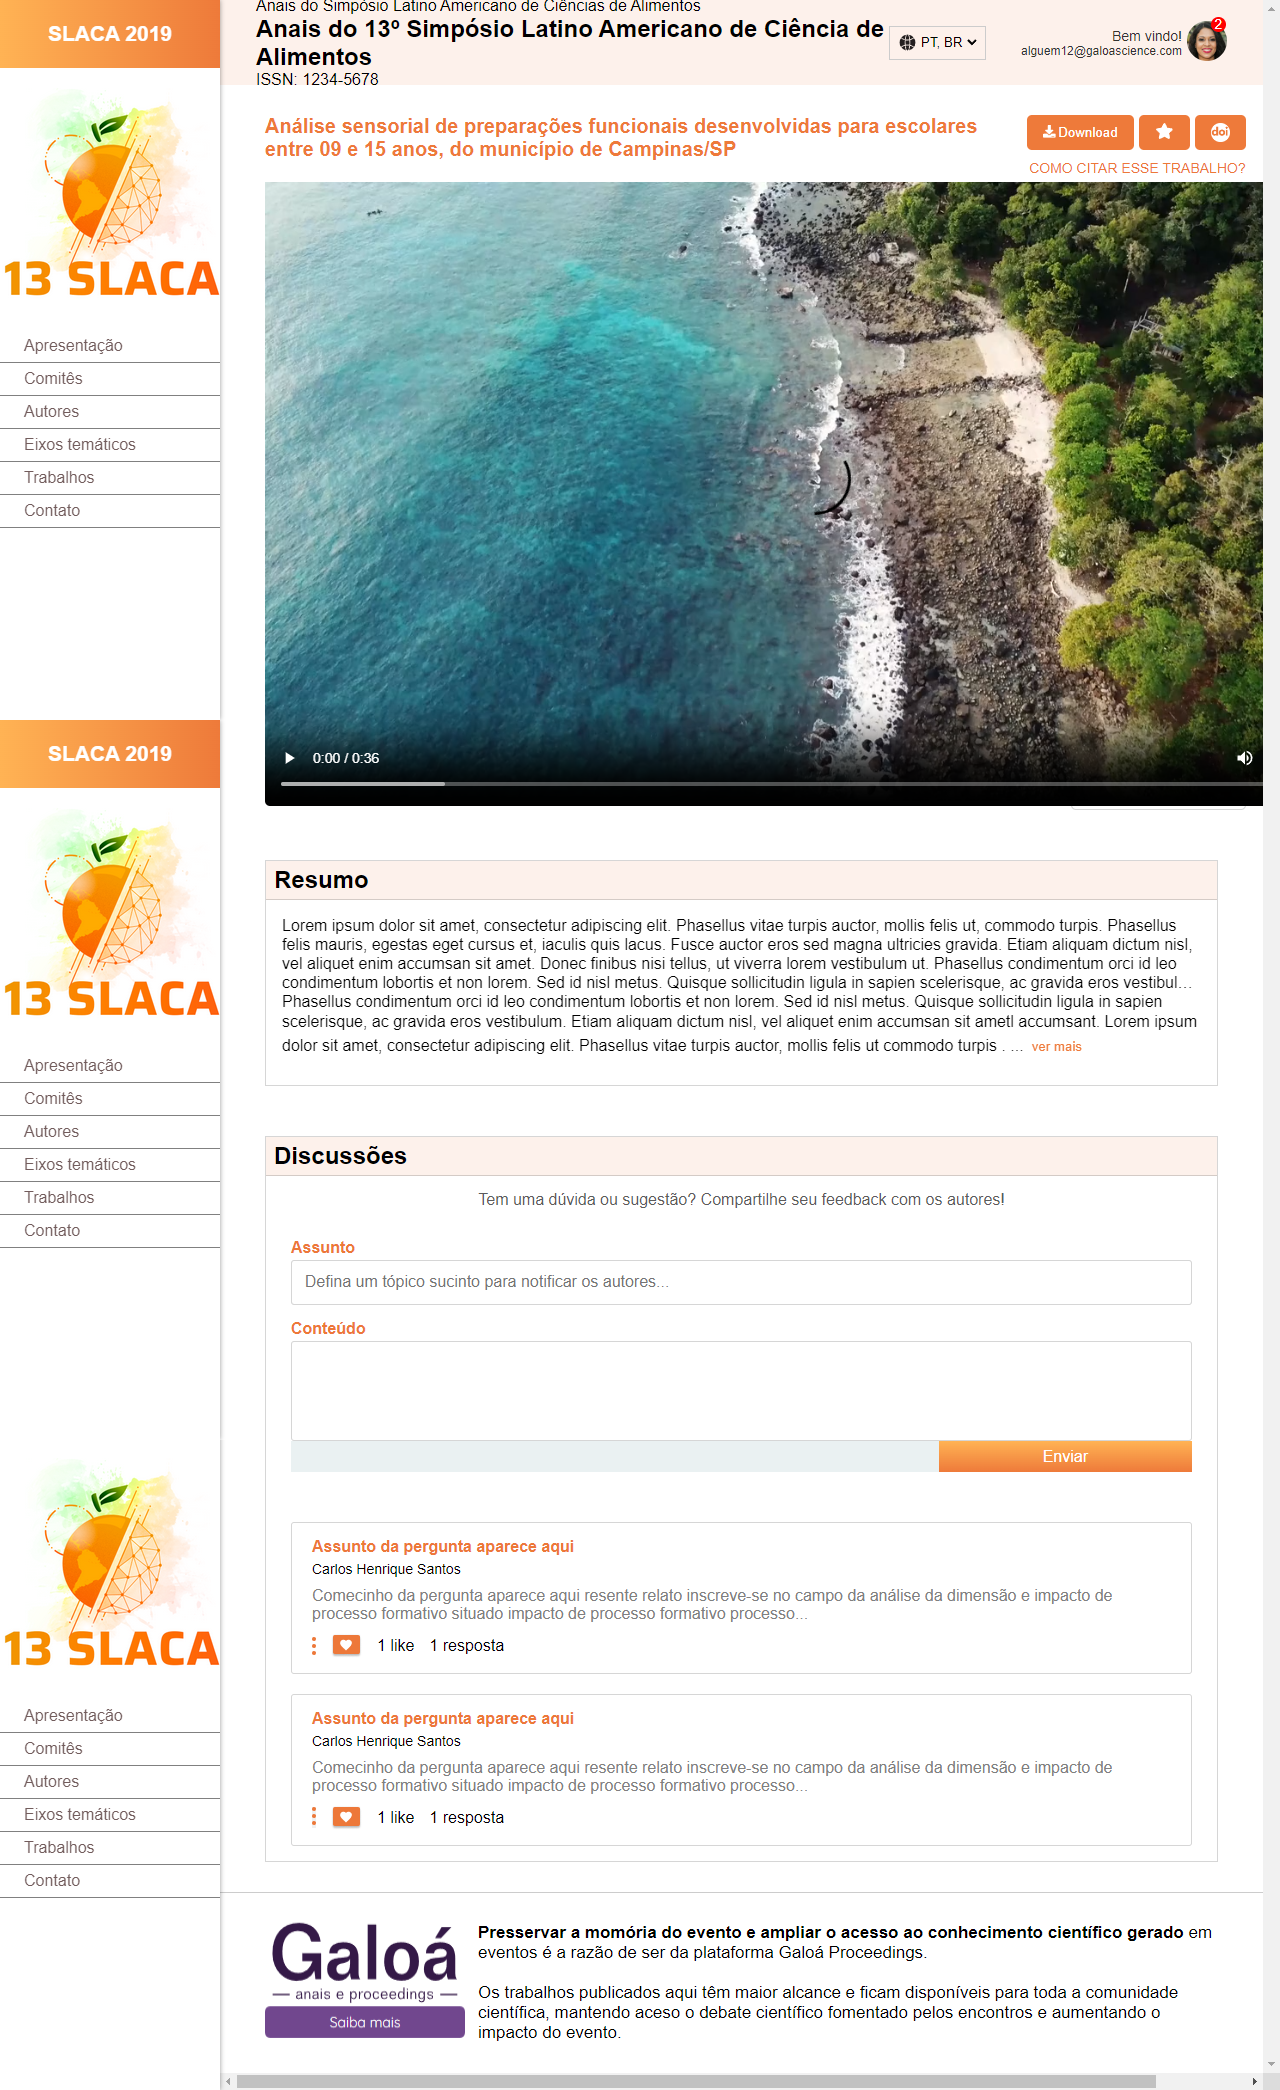 SLACA 2019
13 SLACA
Apresentação
Comitês
Autores
Eixos temáticos
Trabalhos
Contato
SLACA 2019
13 SLACA
Apresentação
Comitês
Autores
Eixos temáticos
Trabalhos
Contato
13 SLACA
Apresentação
Comitês
Autores
Eixos temáticos
Trabalhos
Contato
Anais do Simpósio Latino Americano de Ciências de Alimentos
Anais do 13º Simpósio Latino Americano de Ciência de
Alimentos
ISSN: 1234-5678
PT, BR
Bem vindo!
alguem12@galoascience.com
2
Análise sensorial de preparações funcionais desenvolvidas para escolares
entre 09 e 15 anos, do município de Campinas/SP
Download
doi
COMO CITAR ESSE TRABALHO?
0:00 / 0:36
Resumo
Lorem ipsum dolor sit amet, consectetur adipiscing elit. Phasellus vitae turpis auctor, mollis felis ut, commodo turpis. Phasellus
felis mauris, egestas eget cursus et, iaculis quis lacus. Fusce auctor eros sed magna ultricies gravida. Etiam aliquam dictum nisl,
vel aliquet enim accumsan sit amet. Donec finibus nisi tellus, ut viverra lorem vestibulum ut. Phasellus condimentum orci id leo
condimentum lobortis et non lorem. Sed id nisl metus. Quisque sollicitudin ligula in sapien scelerisque, ac gravida eros vestibul...
Phasellus condimentum orci id leo condimentum lobortis et non lorem. Sed id nisl metus. Quisque sollicitudin ligula in sapien
scelerisque, ac gravida eros vestibulum. Etiam aliquam dictum nisl, vel aliquet enim accumsan sit ametl accumsant. Lorem ipsum
dolor sit amet, consectetur adipiscing elit. Phasellus vitae turpis auctor, mollis felis ut commodo turpis . ... ver mais
Discussões
Tem uma dúvida ou sugestão? Compartilhe seu feedback com os autores!
Assunto
Defina um tópico sucinto para notificar os autores...
Conteúdo
Enviar
Assunto da pergunta aparece aqui
Carlos Henrique Santos
Comecinho da pergunta aparece aqui resente relato inscreve-se no campo da análise da dimensão e impacto de
processo formativo situado impacto de processo formativo processo...
1 like 1 resposta
Assunto da pergunta aparece aqui
Carlos Henrique Santos
Comecinho da pergunta aparece aqui resente relato inscreve-se no campo da análise da dimensão e impacto de
processo formativo situado impacto de processo formativo processo...
1 like 1 resposta
Galoá
anais e proceedings
Saiba mais
Presservar a momória do evento e ampliar o acesso ao conhecimento científico gerado em
eventos é a razão de ser da plataforma Galoá Proceedings.
Os trabalhos publicados aqui têm maior alcance e ficam disponíveis para toda a comunidade
científica, mantendo aceso o debate científico fomentado pelos encontros e aumentando o
impacto do evento.